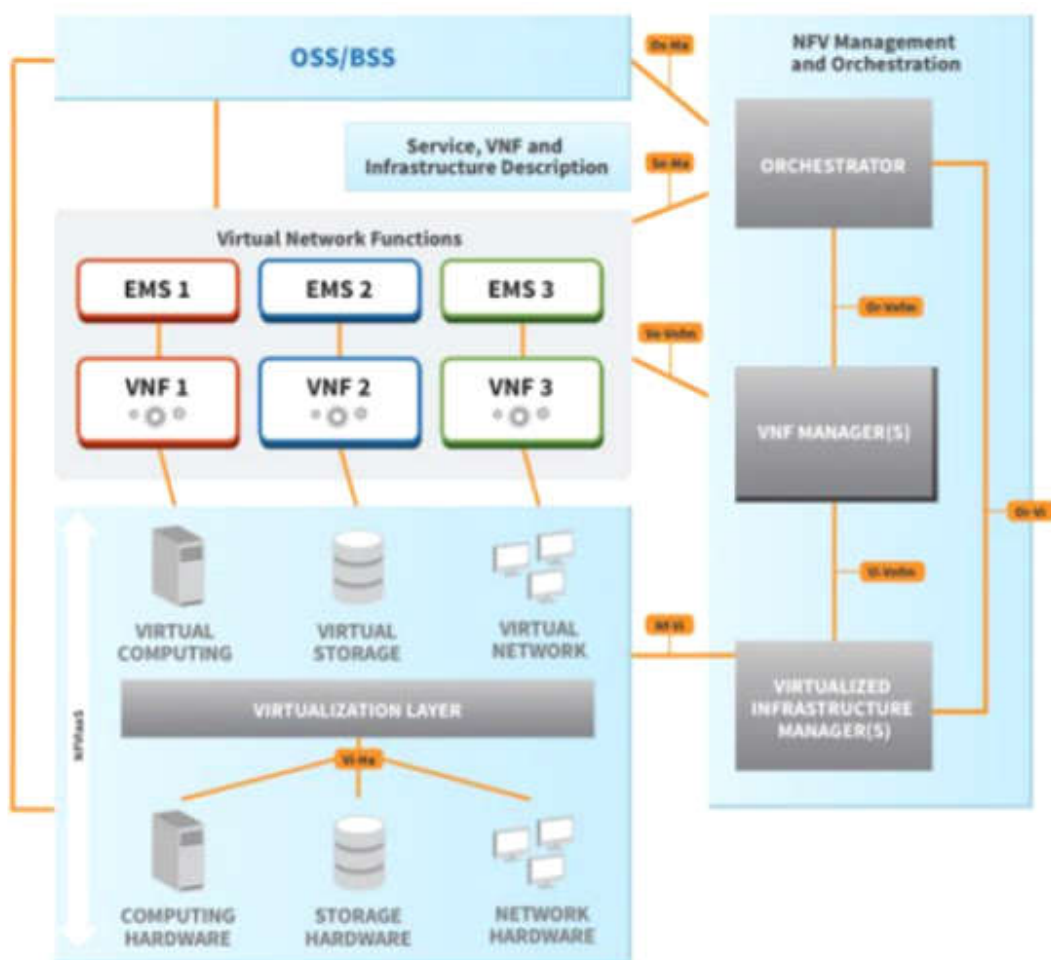 OSS/BSS
Os-Ma
NFV Management
and Orchestration
Service, VNF and
Infrastructure Description
Se-Ma
ORCHESTRATOR
Virtual Network Functions
EMS 1
EMS 2
EMS 3
Or-Vnfm
Ve-Vnfm
VNF 1
VNF 2
VNF 3
VNF MANAGER(S)
Or-Vi
Vi-Vnfm
VIRTUAL
COMPUTING
VIRTUAL
STORAGE
VIRTUAL
NETWORK
Nf-Vi
VIRTUALIZED
INFRASTRUCTURE
MANAGER(S)
NFVIaaS
VIRTUALIZATION LAYER
Vi-Ha
COMPUTING
HARDWARE
STORAGE
HARDWARE
NETWORK
HARDWARE